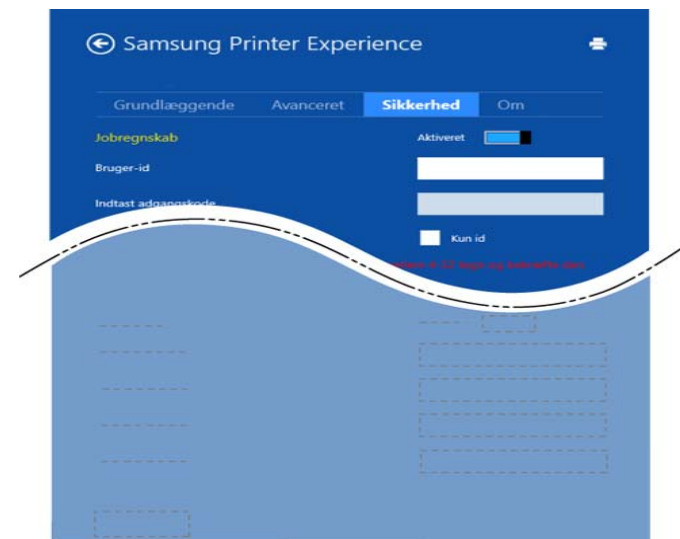 Samsung Printer Experience
Grundlæggende Avanceret Sikkerhed Om
Jobregnskab Aktiveret
Bruger-id
Indtast adgangskode
Kun id